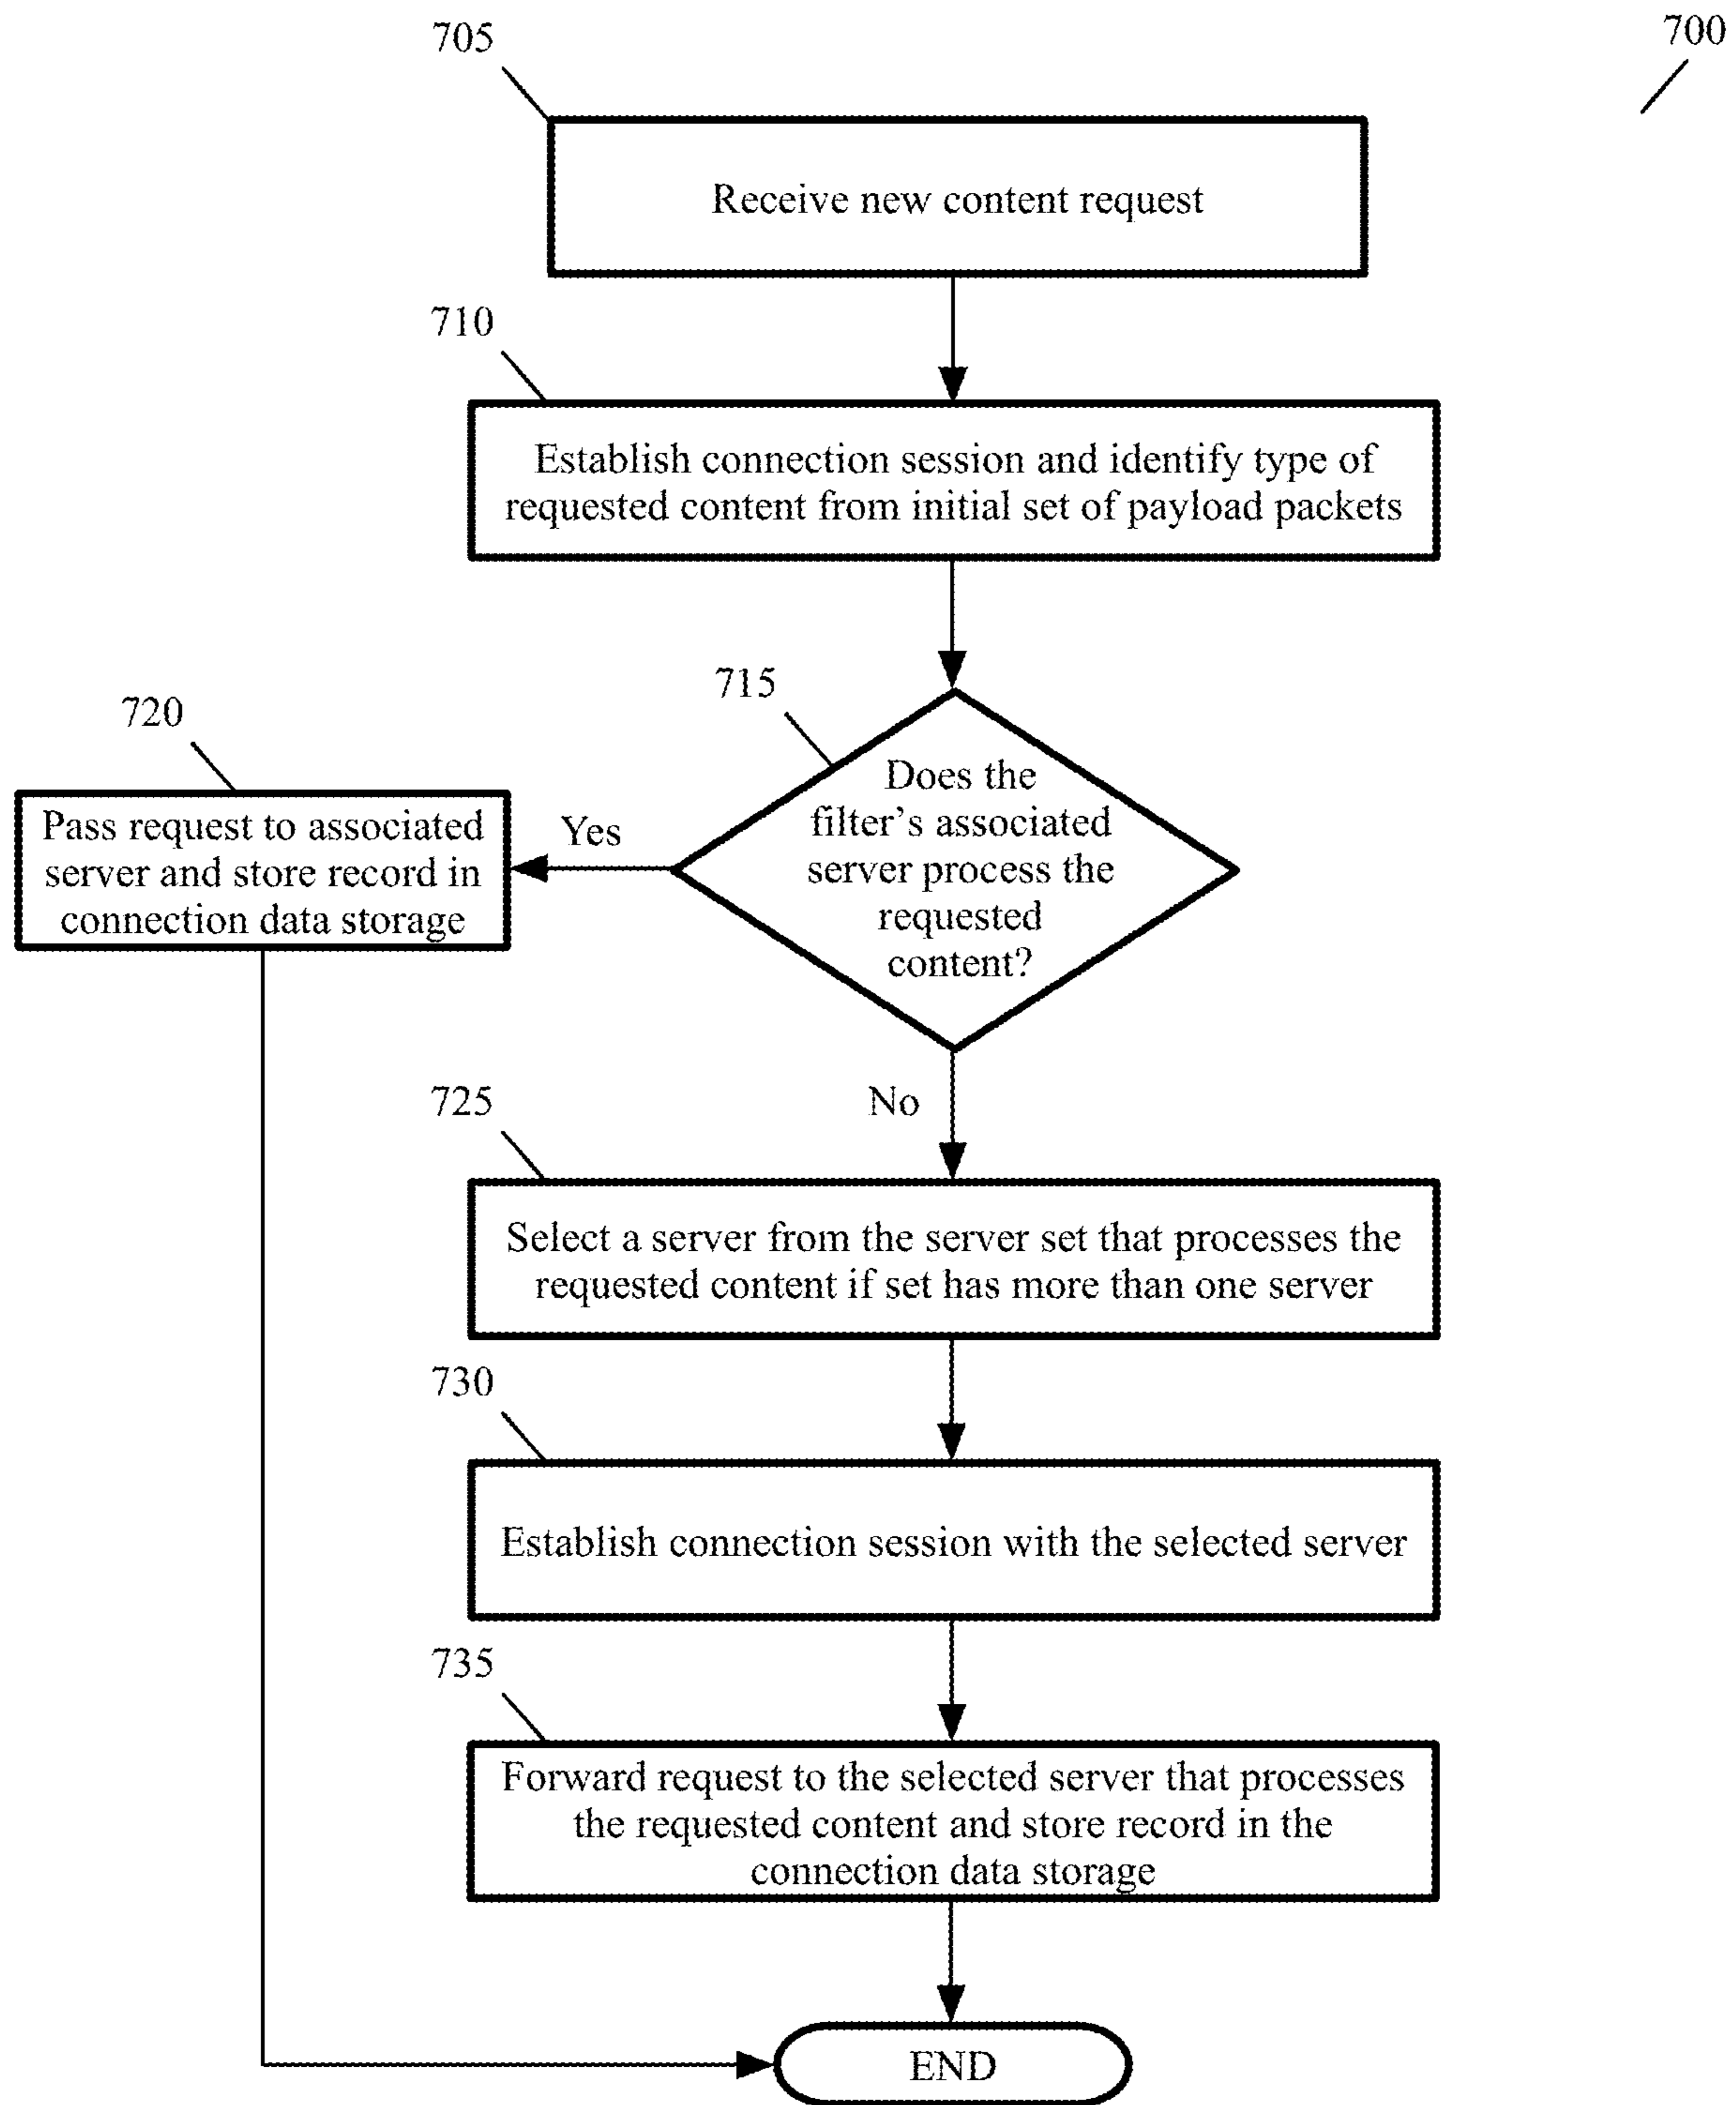 700
705
Receive new content request
710
Establish connection session and identify type of
requested content from initial set of payload packets
715
Does the
filter’s associated
server process the
requested
content?
720
Yes
Pass request to associated
server and store record in
connection data storage
No
725
Select a server from the server set that processes the
requested content if set has more than one server
730
Establish connection session with the selected server
735
Forward request to the selected server that processes
the requested content and store record in the
connection data storage
END